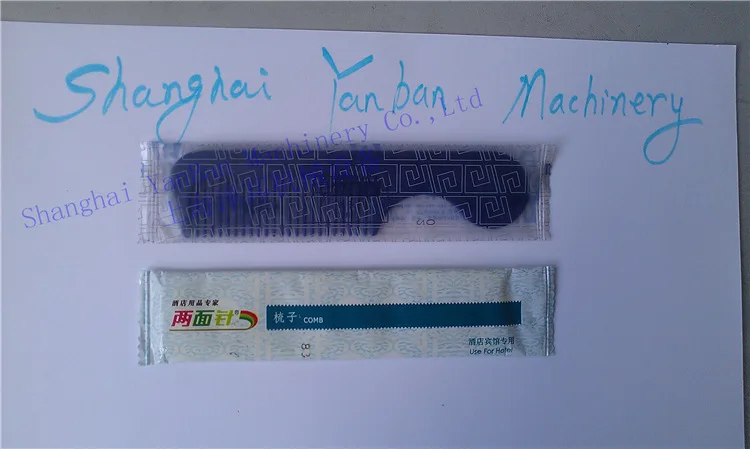 Shanghai Yanban Machinery
Shanghai Yanban Machinery Co.,Ltd
酒店用品专家
两面针®
梳子 COMB
83
酒店宾馆专用
Use For Hotel